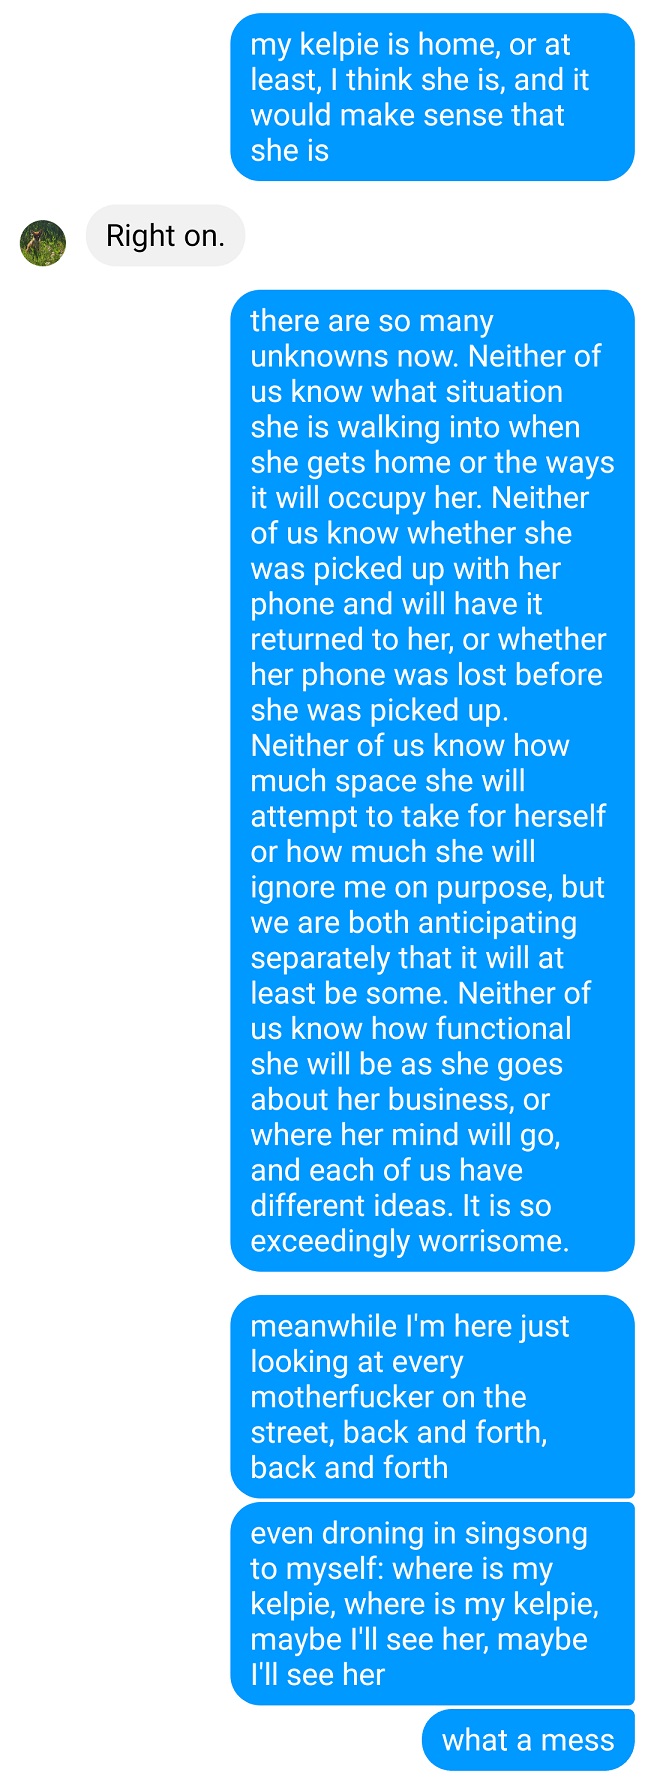 my kelpie is home, or at
least, I think she is, and it
would make sense that
she is
Right on.
there are so many
unknowns now. Neither of
us know what situation
she is walking into when
she gets home or the ways
it will occupy her. Neither
of us know whether she
was picked up with her
phone and will have it
returned to her, or whether
her phone was lost before
she was picked up.
Neither of us know how
much space she will
attempt to take for herself
or how much she will
ignore me on purpose, but
we are both anticipating
separately that it will at
least be some. Neither of
us know how functional
she will be as she goes
about her business, or
where her mind will go,
and each of us have
different ideas. It is so
exceedingly worrisome.
meanwhile I'm here just
looking at every
motherfucker on the
street, back and forth,
back and forth
even droning in singsong
to myself: where is my
kelpie, where is my kelpie,
maybe I'll see her, maybe
I'll see her
what a mess